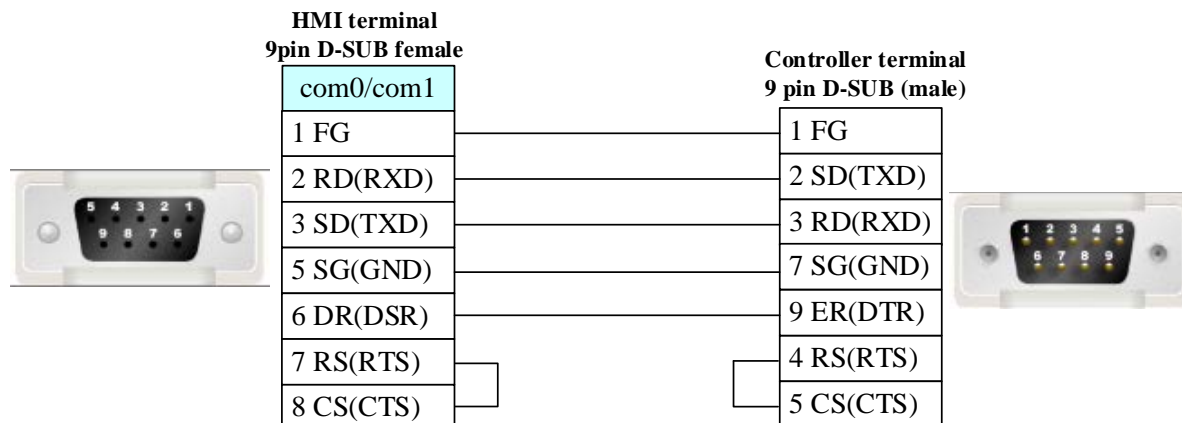 HMI terminal
9pin D-SUB female
com0/com1
1 FG
2 RD(RXD)
3 SD(TXD)
5 SG(GND)
6 DR(DSR)
7 RS(RTS)
8 CS(CTS)
5 4 3 2 1
9 8 7 6
Controller terminal
9 pin D-SUB (male)
1 FG
2 SD(TXD)
3 RD(RXD)
7 SG(GND)
9 ER(DTR)
4 RS(RTS)
5 CS(CTS)
1 2 3 4 5
6 7 8 9